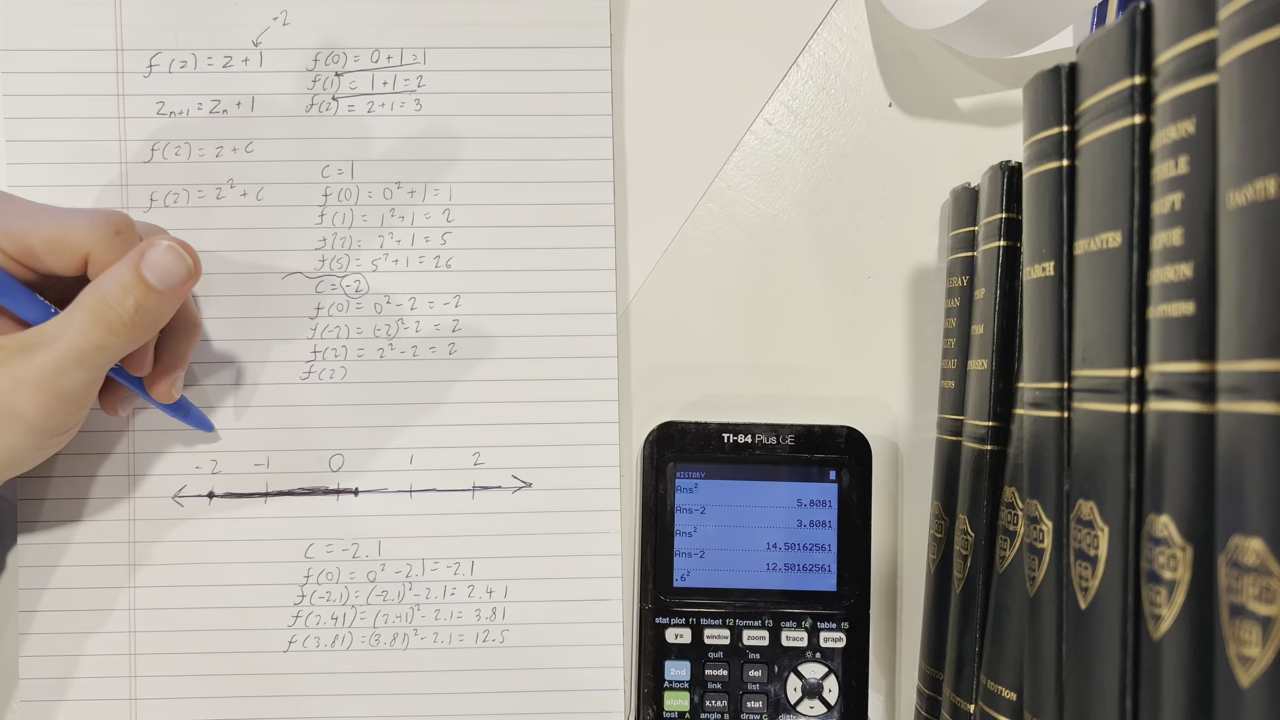 +2
f(z) = z + 1
f(0) = 0 + 1 = 1
f(1) = 1 + 1 = 2
Zn+1 = Zn + 1
f(2) = 2 + 1 = 3
f(z) = z + c
c = 1
f(z) = z² + c
f(0) = 0² + 1 = 1
f(1) = 1² + 1 = 2
f(2) = 2² + 1 = 5
f(5) = 5² + 1 = 26
c = -2
f(0) = 0² - 2 = -2
f(-2) = (-2)² - 2 = 2
f(2) = 2² - 2 = 2
f(2)
-2 -1 0 1 2
c = -2.1
f(0) = 0² - 2.1 = -2.1
f(-2.1) = (-2.1)² - 2.1 = 2.41
f(2.41) = (2.41)² - 2.1 = 3.81
f(3.81) = (3.81)² - 2.1 = 12.5
TI-84 Plus CE
HISTORY
Ans²
5.8081
Ans-2
3.8081
Ans²
14.50162561
Ans-2
12.50162561
.6²
stat plot f1 tblset f2 format f3 calc f4 table f5
y= window zoom trace graph
quit ins
2nd mode del
A-lock link list
alpha X,T,θ,n stat
test A angle B draw C
CERVANTES
EDITION